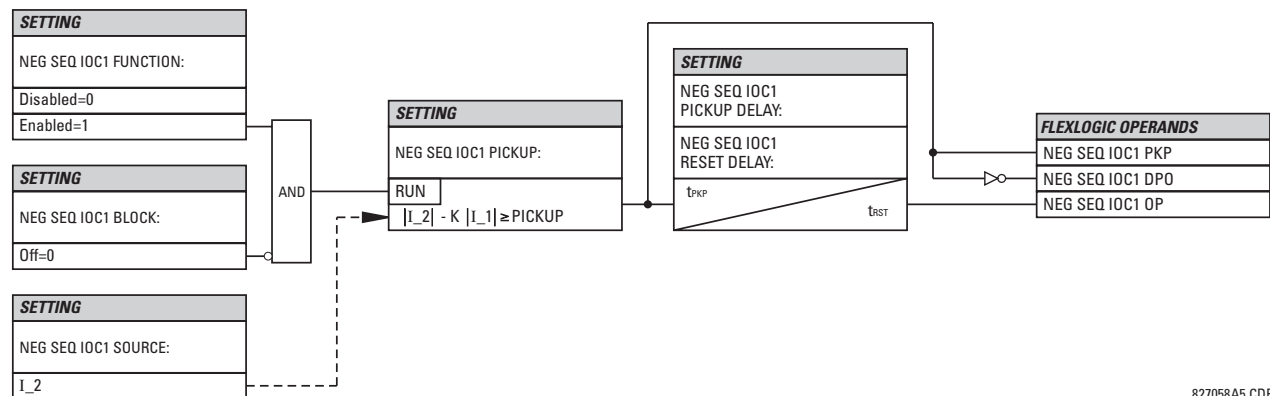 SETTING
NEG SEQ IOC1 FUNCTION:
Disabled=0
Enabled=1
SETTING
NEG SEQ IOC1 BLOCK:
Off=0
SETTING
NEG SEQ IOC1 SOURCE:
I_2
AND
SETTING
NEG SEQ IOC1 PICKUP:
RUN
|I_2| - K |I_1| ≥ PICKUP
SETTING
NEG SEQ IOC1
PICKUP DELAY:
NEG SEQ IOC1
RESET DELAY:
tPKP
tRST
FLEXLOGIC OPERANDS
NEG SEQ IOC1 PKP
NEG SEQ IOC1 DPO
NEG SEQ IOC1 OP
827058A5.CDR